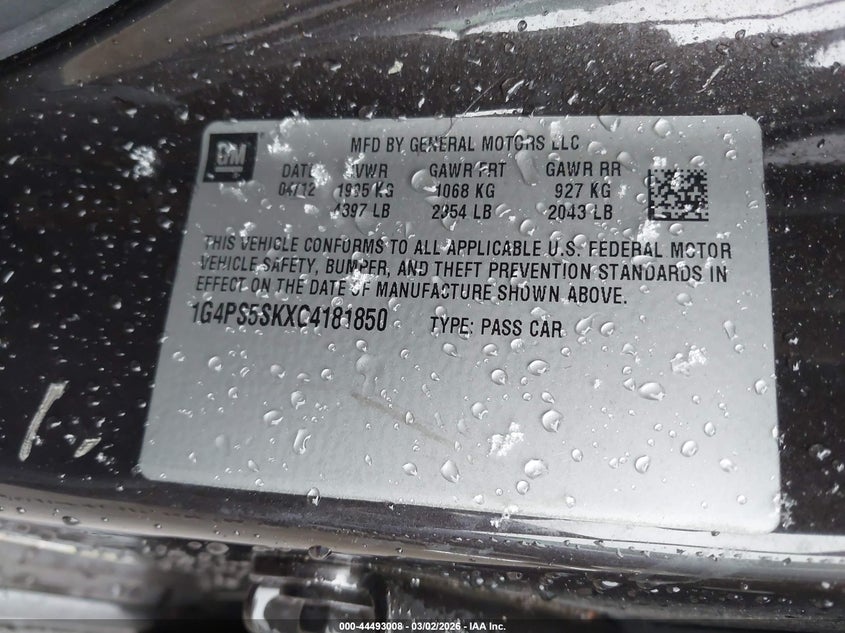 GM
MFD BY GENERAL MOTORS LLC
DATE GVWR GAWR FRT GAWR RR
04/12 1995 KG 1068 KG 927 KG
4397 LB 2354 LB 2043 LB
THIS VEHICLE CONFORMS TO ALL APPLICABLE U.S. FEDERAL MOTOR
VEHICLE SAFETY, BUMPER, AND THEFT PREVENTION STANDARDS IN
EFFECT ON THE DATE OF MANUFACTURE SHOWN ABOVE.
1G4PS5SKXC4181850 TYPE: PASS CAR
000-44493008 - 03/02/2026 - IAA Inc.